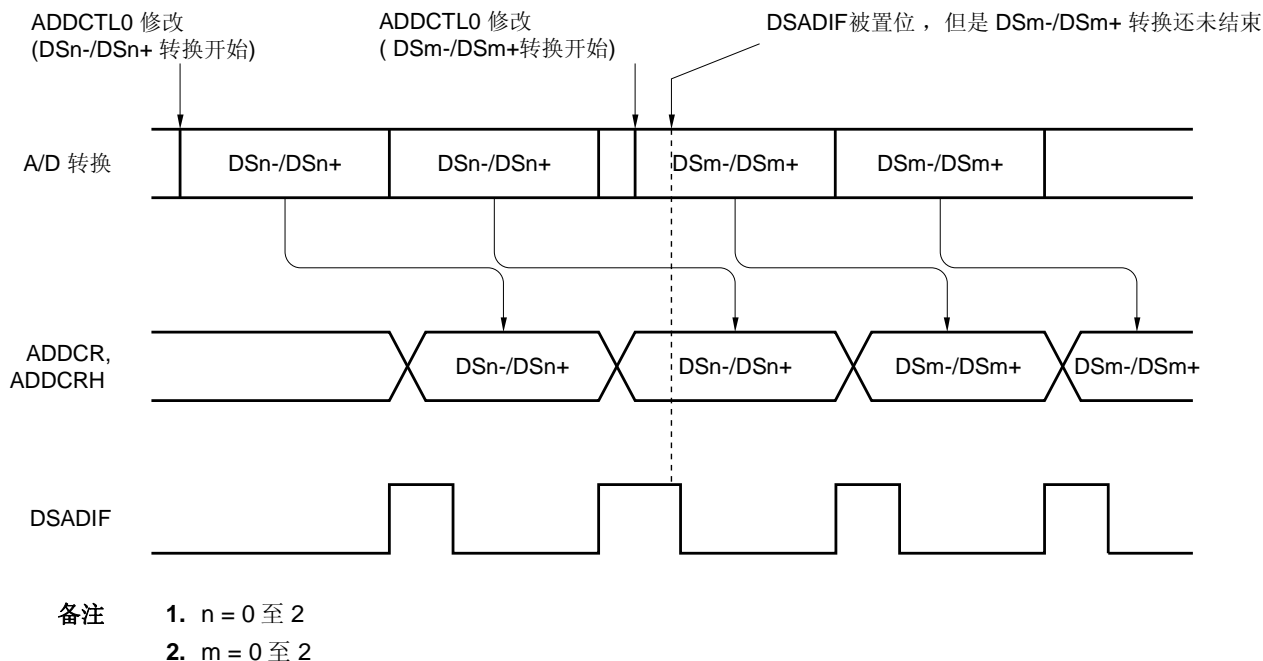 ADDCTL0 修改
(DSn-/DSn+ 转换开始)
ADDCTL0 修改
( DSm-/DSm+转换开始)
DSADIF被置位 ，但是 DSm-/DSm+ 转换还未结束
A/D 转换
DSn-/DSn+
DSn-/DSn+
DSm-/DSm+
DSm-/DSm+
ADDCR,
ADDCRH
DSn-/DSn+
DSn-/DSn+
DSm-/DSm+
DSm-/DSm+
DSADIF
备注 1. n = 0 至 2
2. m = 0 至 2